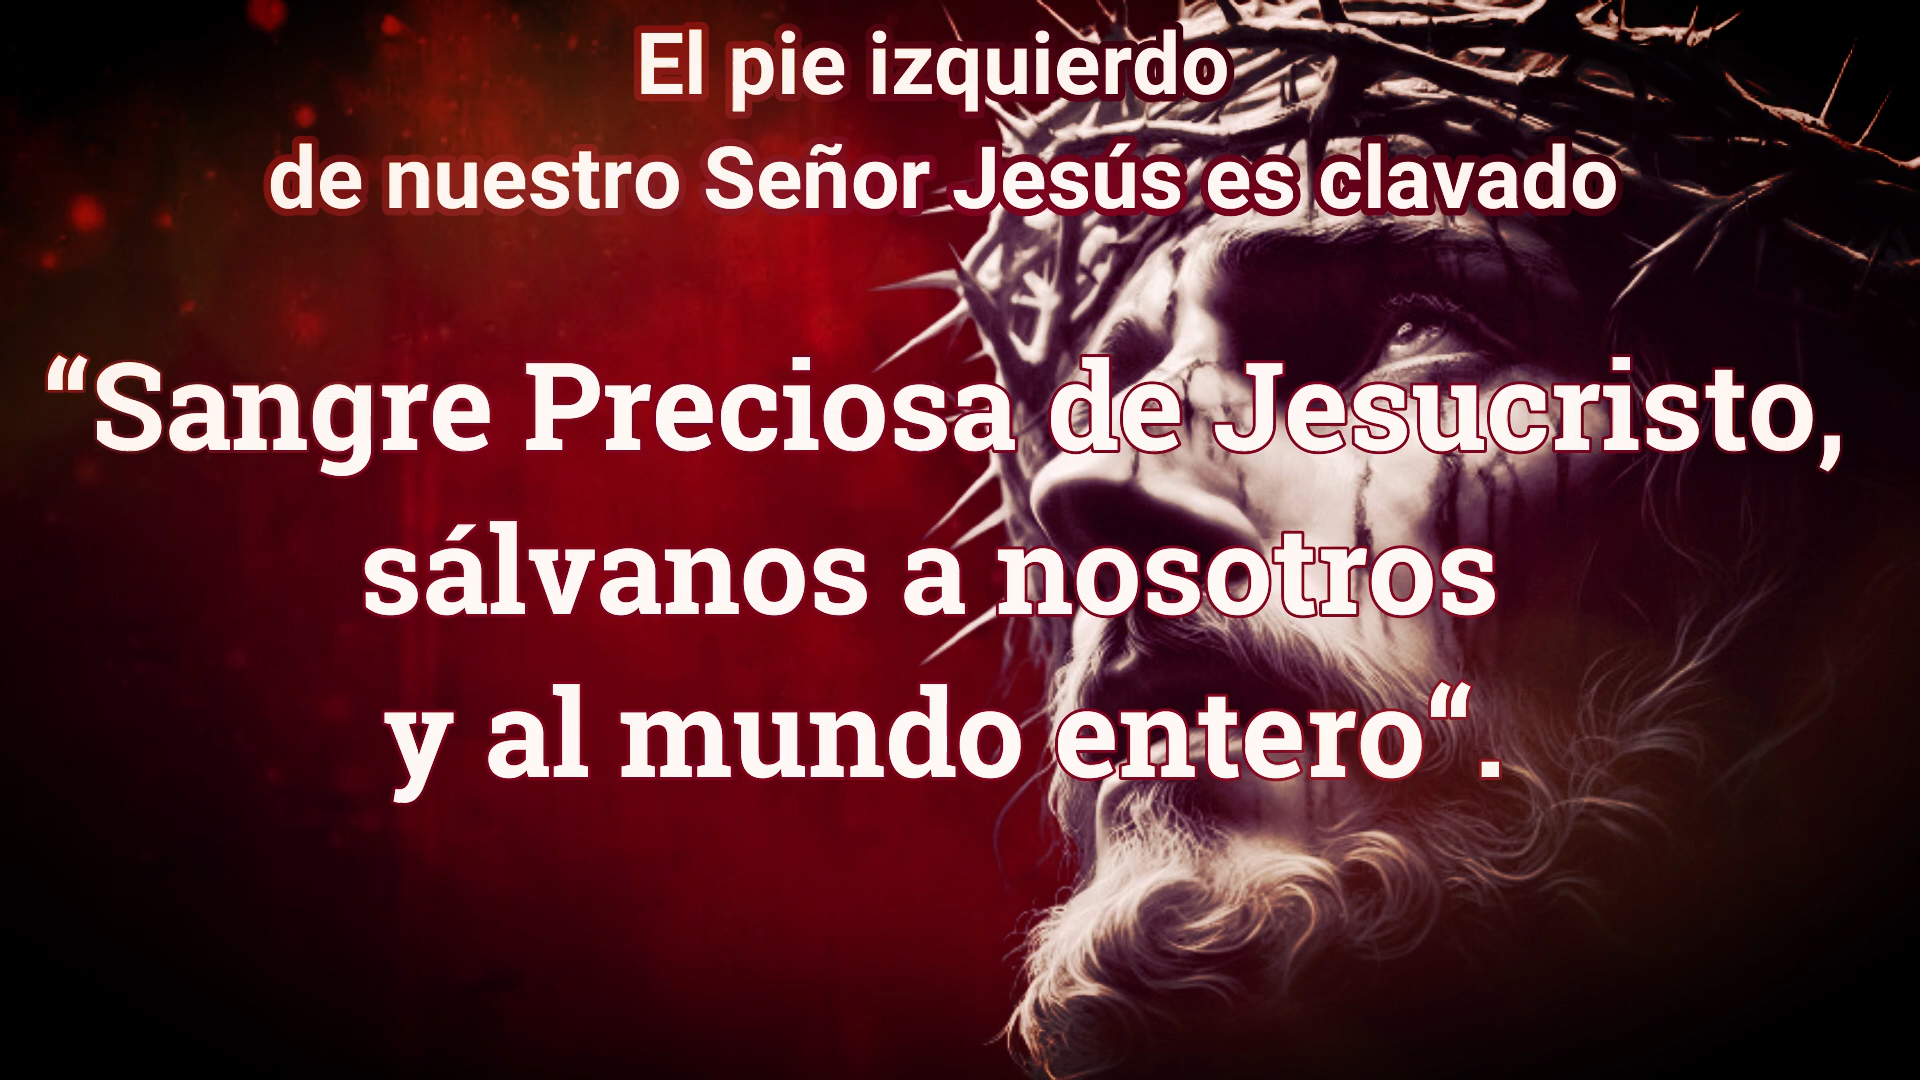 El pie izquierdo
de nuestro Señor Jesús es clavado
“Sangre Preciosa de Jesucristo,
sálvanos a nosotros
y al mundo entero“.